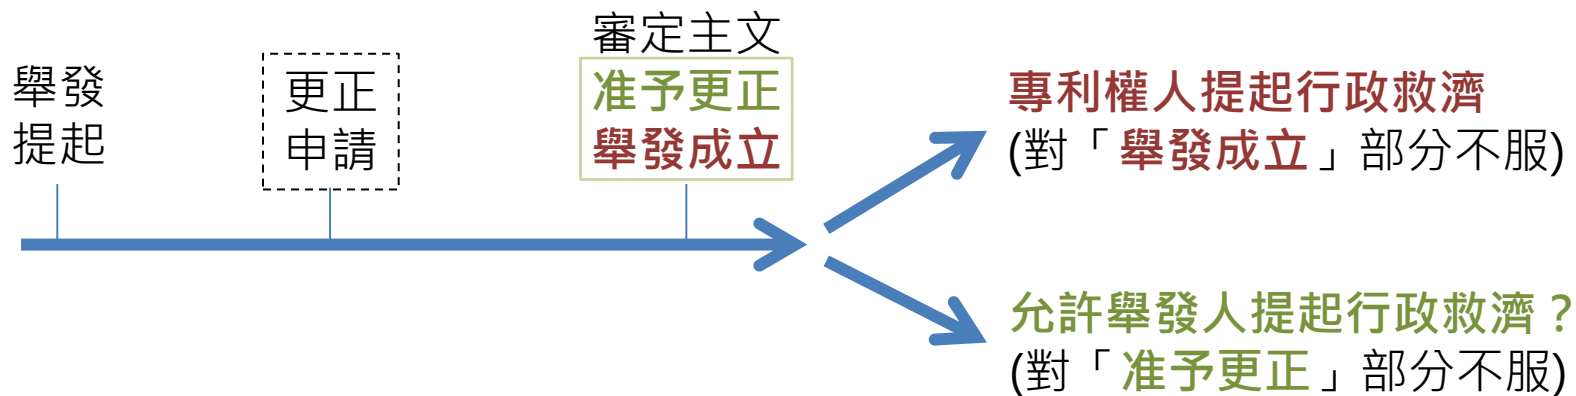 舉發
提起
更正
申請
審定主文
准予更正
舉發成立
專利權人提起行政救濟
(對「舉發成立」部分不服)
允許舉發人提起行政救濟？
(對「准予更正」部分不服)